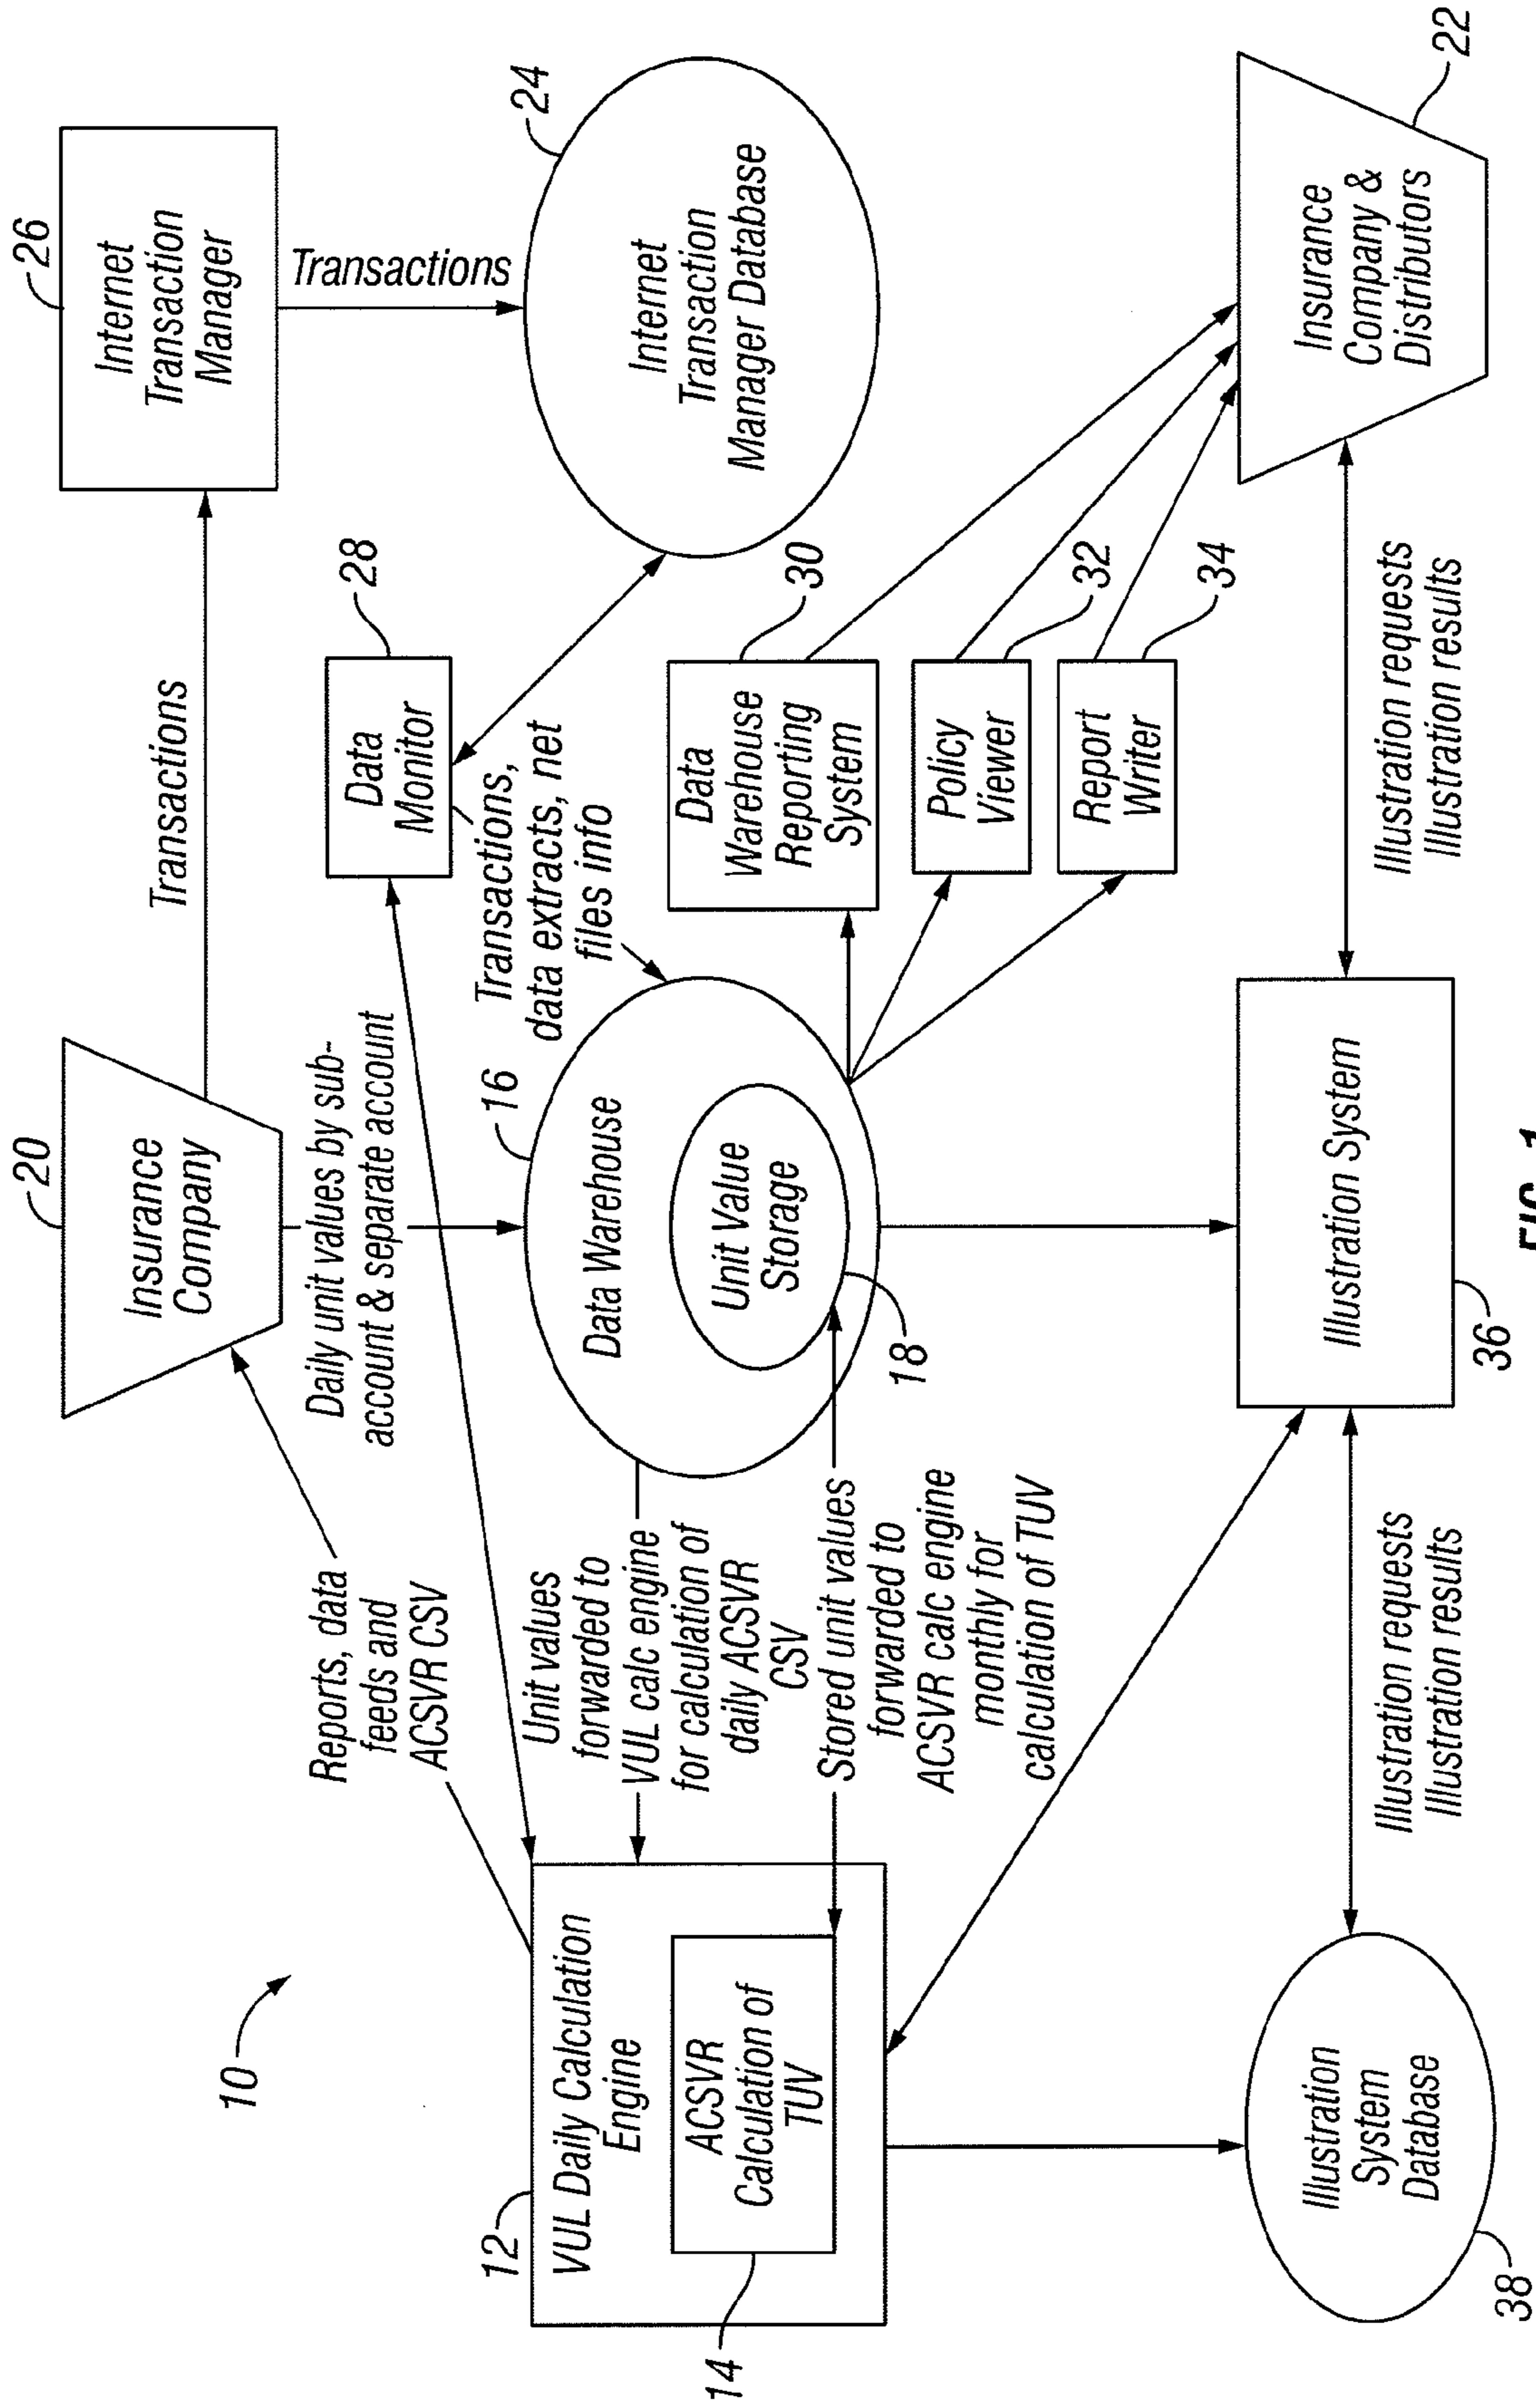 10
20
Insurance
Company
Transactions
26
Internet
Transaction
Manager
Reports, data
feeds and
ACSVR CSV
Daily unit values by sub-
account & separate account
28
Data
Monitor
Transactions
12
VUL Daily Calculation
Engine
14
ACSVR
Calculation of
TUV
Unit values
forwarded to
VUL calc engine
for calculation of
daily ACSVR
CSV
Stored unit values
forwarded to
ACSVR calc engine
monthly for
calculation of TUV
16
Data Warehouse
Unit Value
Storage
18
Transactions,
data extracts, net
files info
24
Internet
Transaction
Manager Database
30
Data
Warehouse
Reporting
System
32
Policy
Viewer
34
Report
Writer
38
Illustration
System
Database
Illustration requests
Illustration results
36
Illustration System
Illustration requests
Illustration results
22
Insurance
Company &
Distributors
FIG. 1